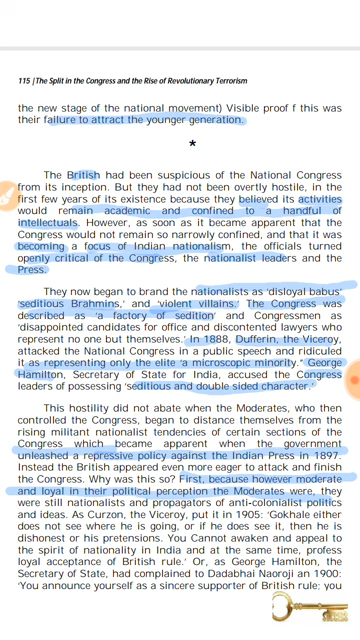 115 | The Split in the Congress and the Rise of Revolutionary Terrorism
the new stage of the national movement) Visible proof f this was
their failure to attract the younger generation.
*
The British had been suspicious of the National Congress
from its inception. But they had not been overtly hostile, in the
first few years of its existence because they believed its activities
would remain academic and confined to a handful of
intellectuals. However, as soon as it became apparent that the
Congress would not remain so narrowly confined, and that it was
becoming a focus of Indian nationalism, the officials turned
openly critical of the Congress, the nationalist leaders and the
Press.
They now began to brand the nationalists as ‘disloyal babus’
‘seditious Brahmins,’ and ‘violent villains.’ The Congress was
described as ‘a factory of sedition’ and Congressmen as
‘disappointed candidates for office and discontented lawyers who
represent no one but themselves.’ In 1888, Dufferin, the Viceroy,
attacked the National Congress in a public speech and ridiculed
it as representing only the elite ‘a microscopic minority.’ George
Hamilton, Secretary of State for India, accused the Congress
leaders of possessing ‘seditious and double sided character.’
This hostility did not abate when the Moderates, who then
controlled the Congress, began to distance themselves from the
rising militant nationalist tendencies of certain sections of the
Congress which became apparent when the government
unleashed a repressive policy against the Indian Press in 1897.
Instead the British appeared even more eager to attack and finish
the Congress. Why was this so? First, because however moderate
and loyal in their political perception the Moderates were, they
were still nationalists and propagators of anti-colonialist politics
and ideas. As Curzon, the Viceroy, put it in 1905: ‘Gokhale either
does not see where he is going, or if he does see it, then he is
dishonest or his pretensions. You Cannot awaken and appeal to
the spirit of nationality in India and at the same time, profess
loyal acceptance of British rule.’ Or, as George Hamilton, the
Secretary of State, had complained to Dadabhai Naoroji an 1900:
‘You announce yourself as a sincere supporter of British rule; you